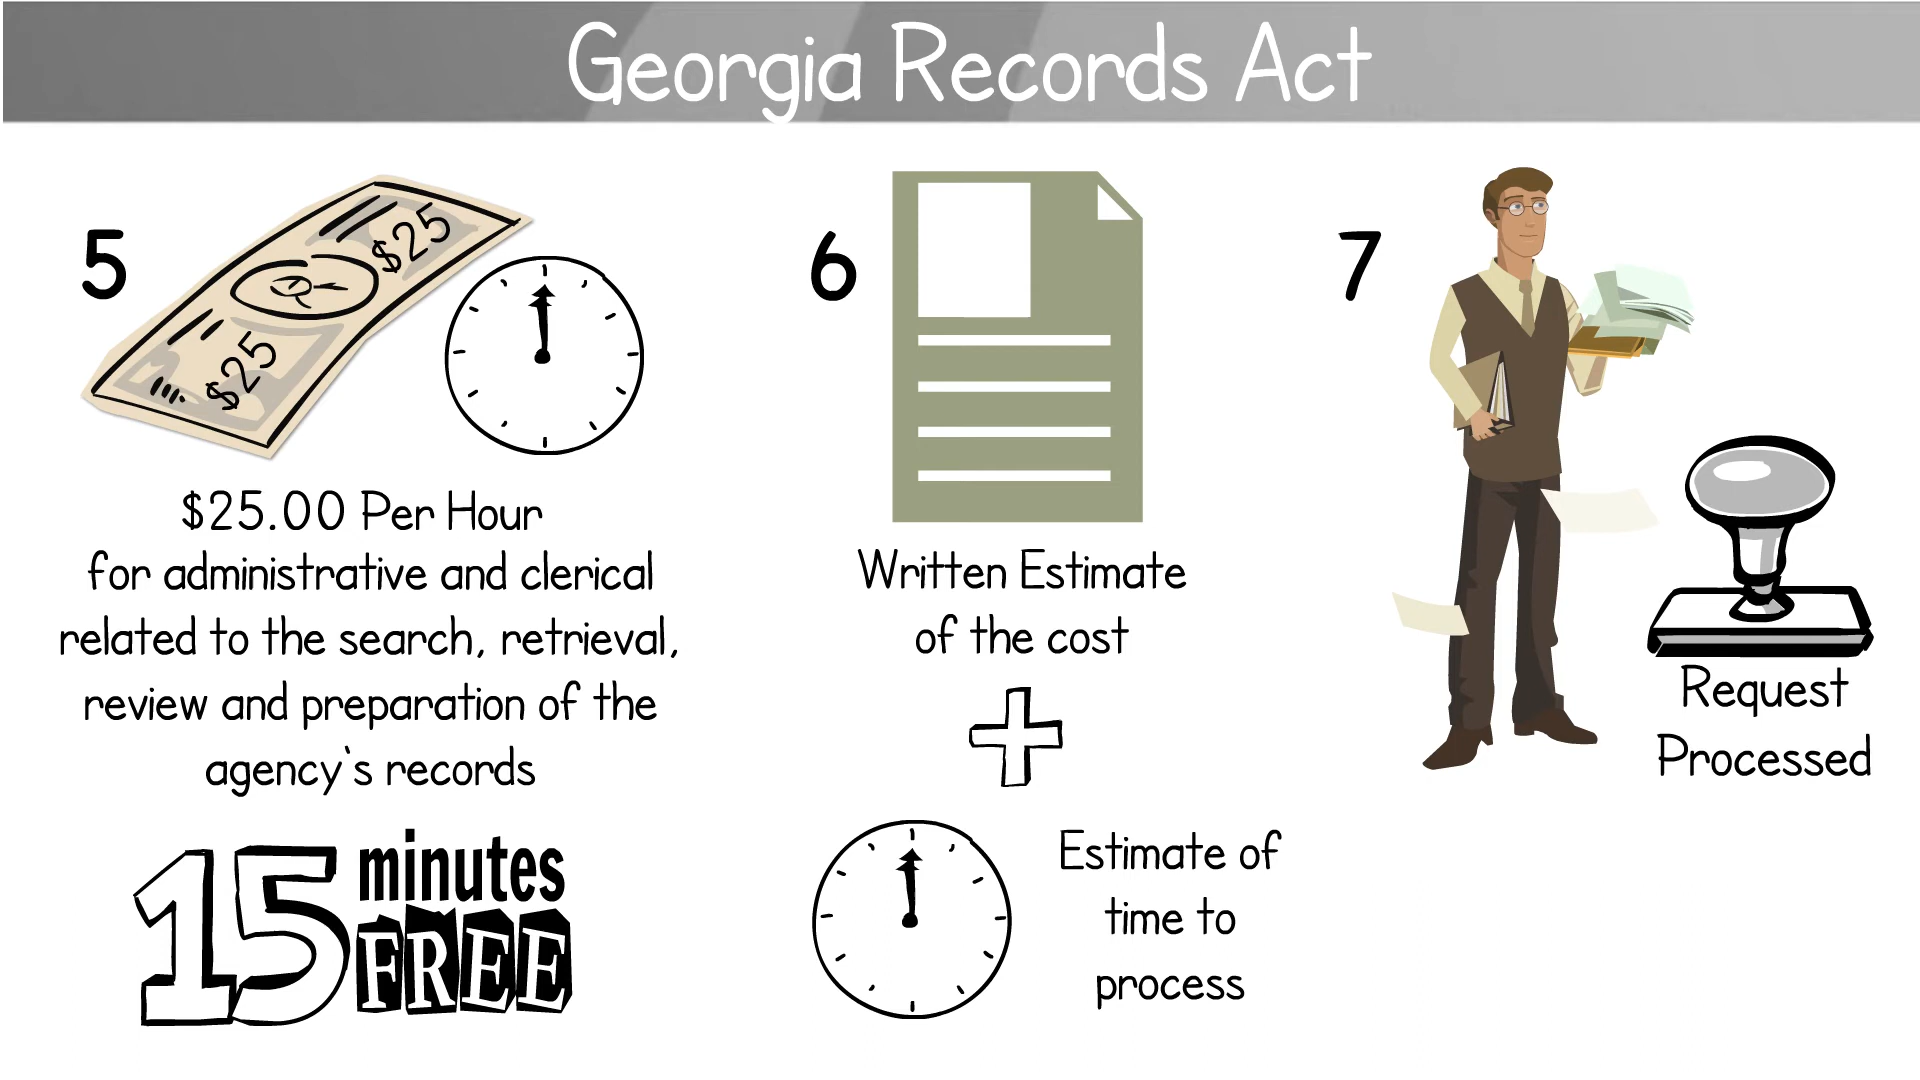 Georgia Records Act
5
$25
$25
$25.00 Per Hour
for administrative and clerical
related to the search, retrieval,
review and preparation of the
agency's records
15 minutes
FREE
6
Written Estimate
of the cost
Estimate of
time to
process
7
Request
Processed